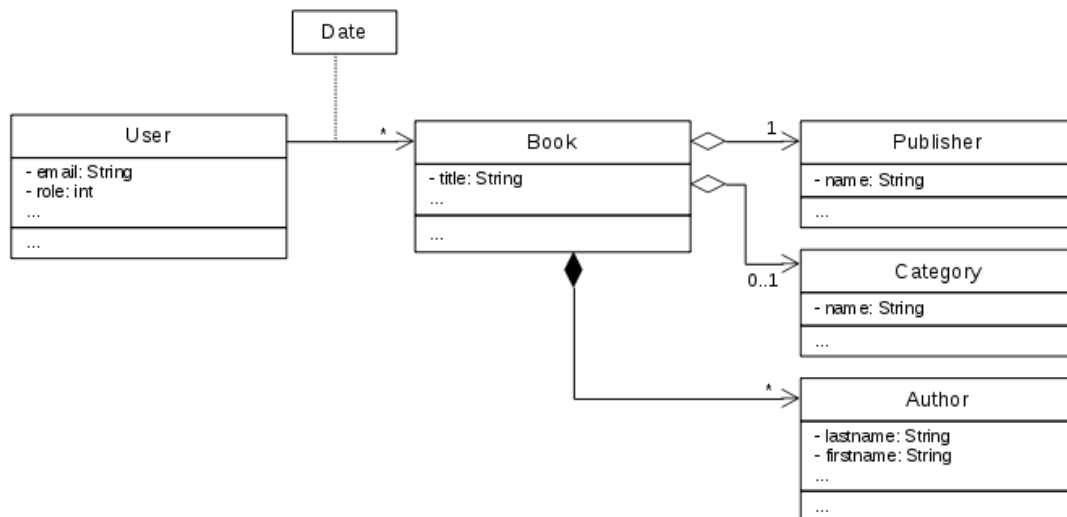 Date
User
- email: String
- role: int
...
...
*
Book
- title: String
...
...
1
Publisher
- name: String
...
0..1
Category
- name: String
...
*
Author
- lastname: String
- firstname: String
...
...